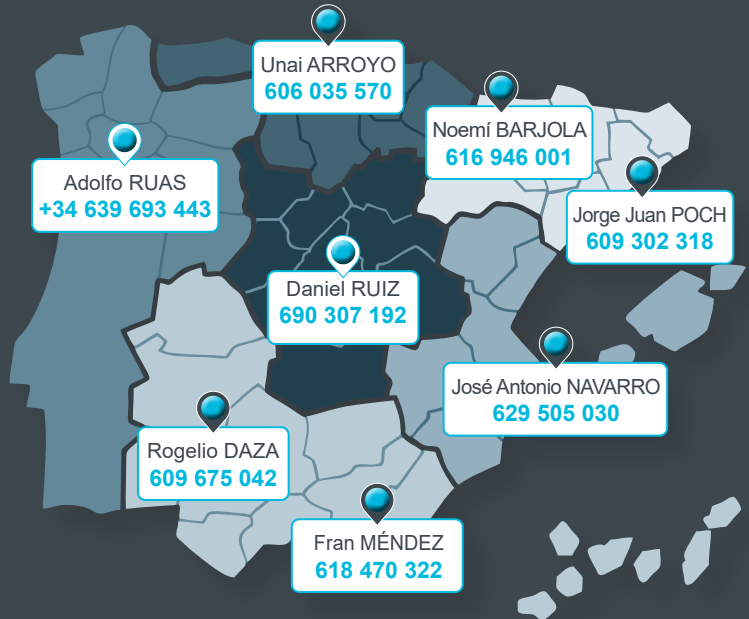 Unai ARROYO
606 035 570
Noemí BARJOLA
616 946 001
Adolfo RUAS
+34 639 693 443
Jorge Juan POCH
609 302 318
Daniel RUIZ
690 307 192
José Antonio NAVARRO
629 505 030
Rogelio DAZA
609 675 042
Fran MÉNDEZ
618 470 322